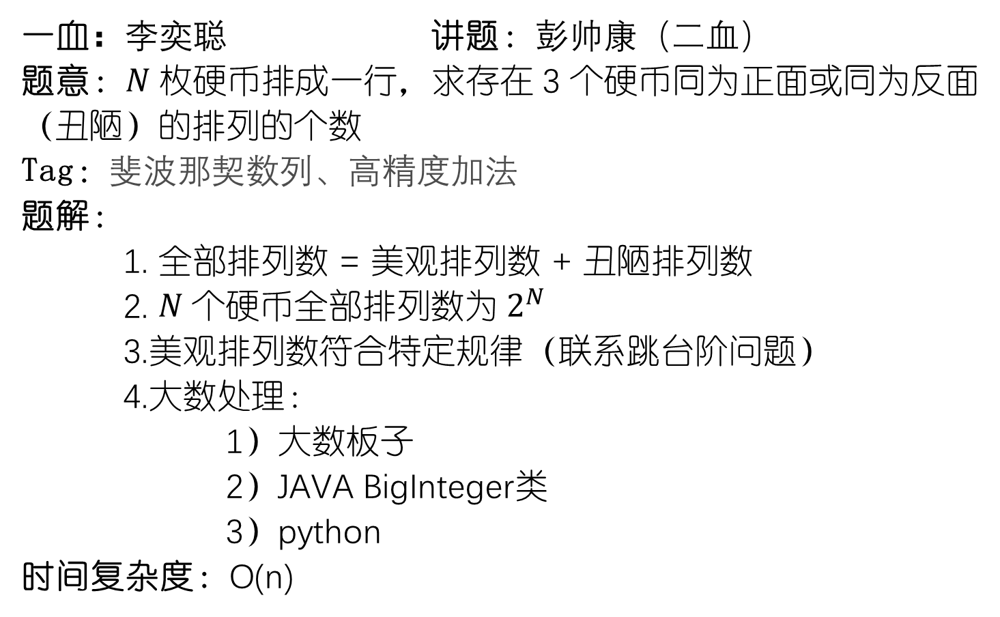 一血：李奕聪 讲题：彭帅康（二血）
题意：N 枚硬币排成一行，求存在 3 个硬币同为正面或同为反面
（丑陋）的排列的个数
Tag：斐波那契数列、高精度加法
题解：
1. 全部排列数 = 美观排列数 + 丑陋排列数
2. N 个硬币全部排列数为 2^N
3.美观排列数符合特定规律（联系跳台阶问题）
4.大数处理：
1）大数板子
2）JAVA BigInteger类
3）python
时间复杂度：O(n)